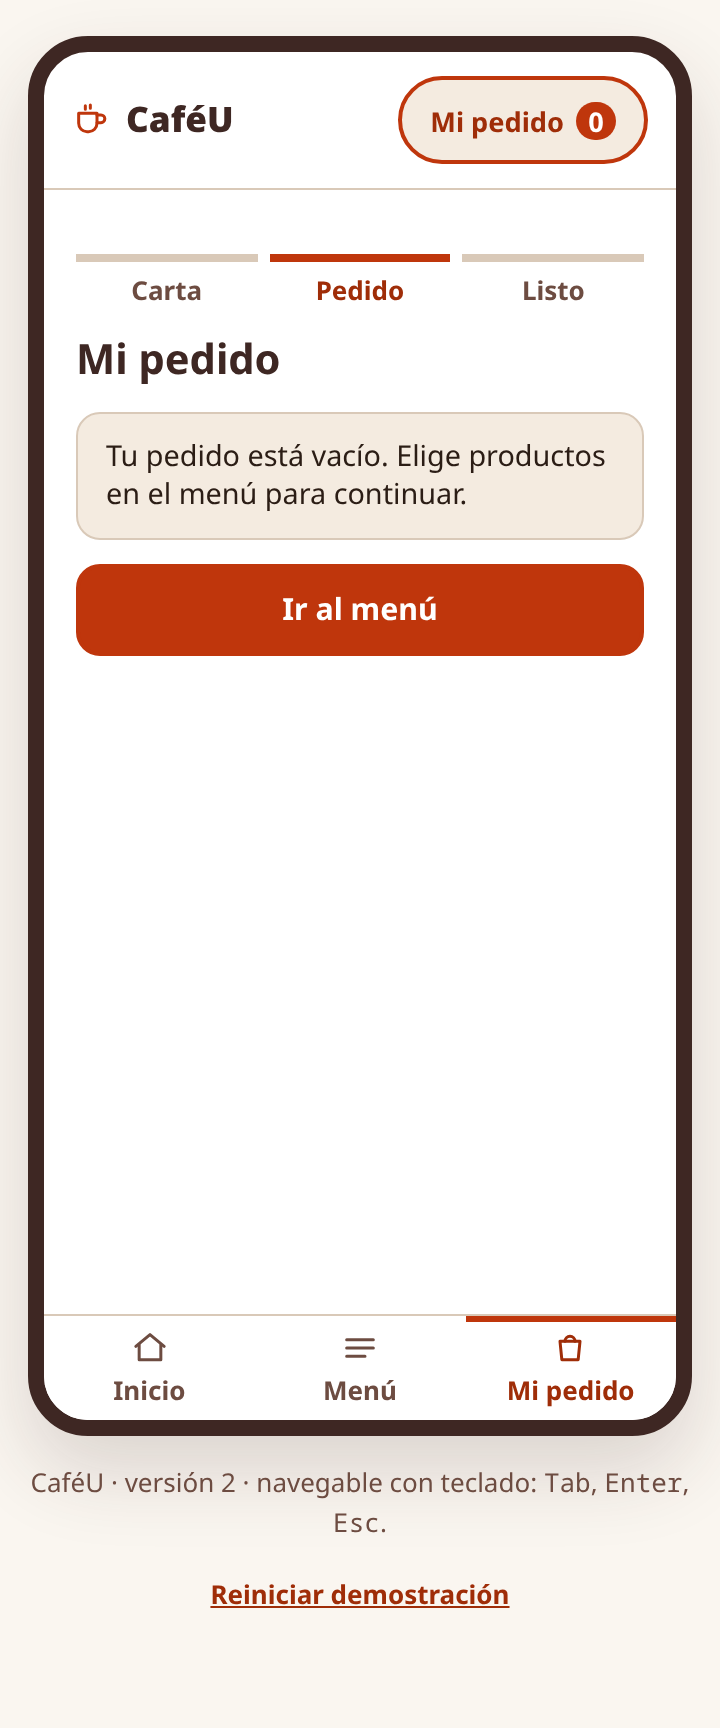 CaféU
Mi pedido 0
Carta
Pedido
Listo
Mi pedido
Tu pedido está vacío. Elige productos
en el menú para continuar.
Ir al menú
Inicio
Menú
Mi pedido
CaféU · versión 2 · navegable con teclado: Tab, Enter,
Esc.
Reiniciar demostración